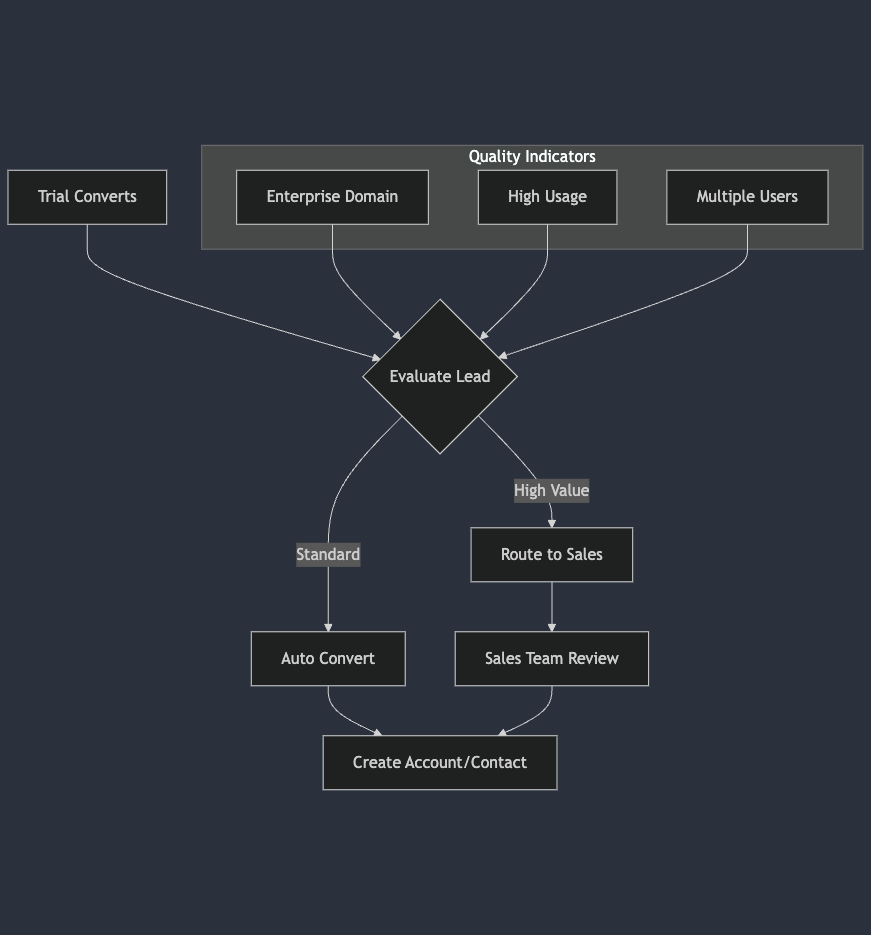 Quality Indicators
Trial Converts
Enterprise Domain
High Usage
Multiple Users
Evaluate Lead
High Value
Standard
Route to Sales
Auto Convert
Sales Team Review
Create Account/Contact